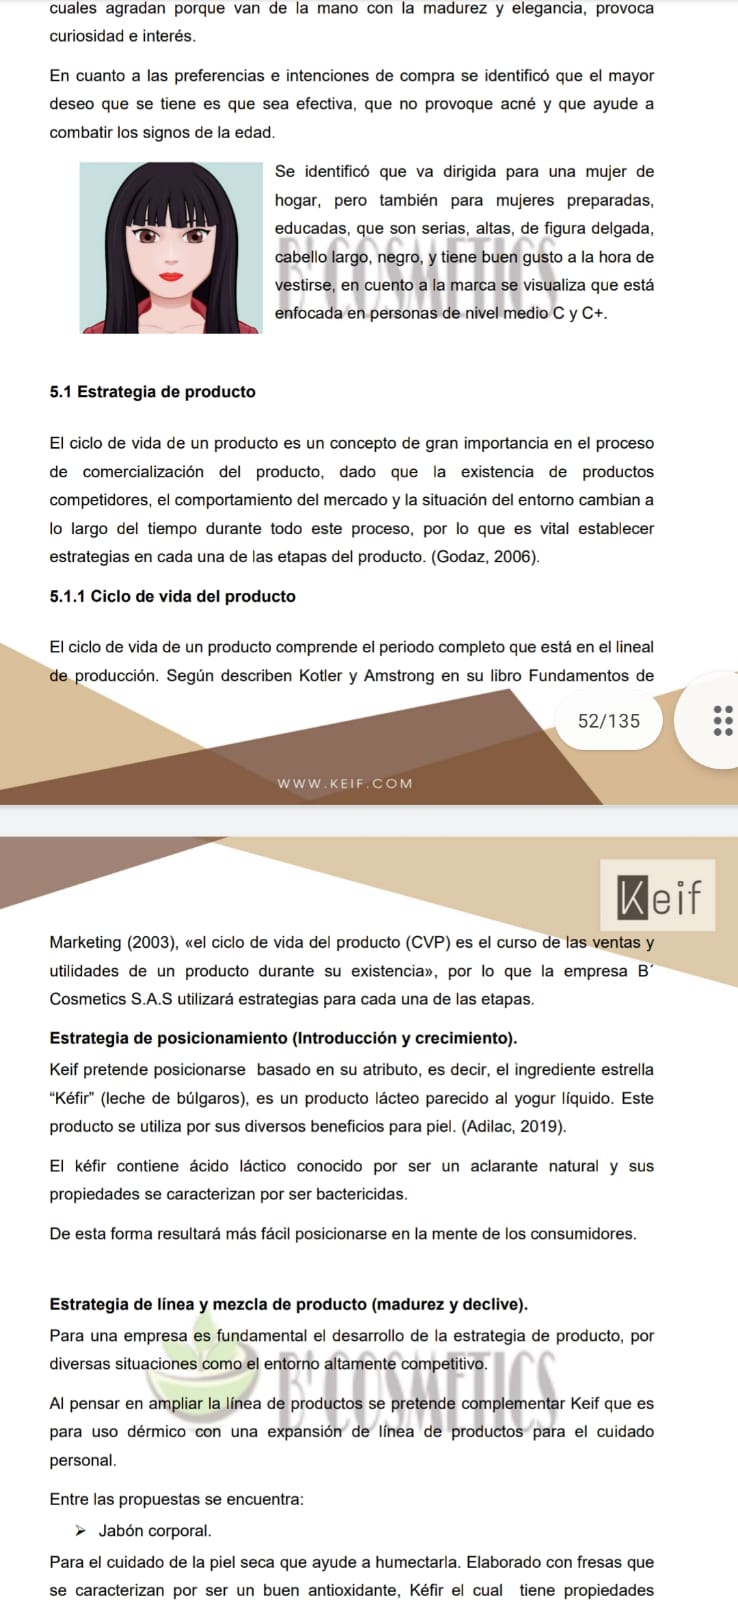 cuales agradan porque van de la mano con la madurez y elegancia, provoca
curiosidad e interés.
En cuanto a las preferencias e intenciones de compra se identificó que el mayor
deseo que se tiene es que sea efectiva, que no provoque acné y que ayude a
combatir los signos de la edad.
Se identificó que va dirigida para una mujer de
hogar, pero también para mujeres preparadas,
educadas, que son serias, altas, de figura delgada,
cabello largo, negro, y tiene buen gusto a la hora de
vestirse, en cuento a la marca se visualiza que está
enfocada en personas de nivel medio C y C+.
B' COSMETICS
5.1 Estrategia de producto
El ciclo de vida de un producto es un concepto de gran importancia en el proceso
de comercialización del producto, dado que la existencia de productos
competidores, el comportamiento del mercado y la situación del entorno cambian a
lo largo del tiempo durante todo este proceso, por lo que es vital establecer
estrategias en cada una de las etapas del producto. (Godaz, 2006).
5.1.1 Ciclo de vida del producto
El ciclo de vida de un producto comprende el periodo completo que está en el lineal
de producción. Según describen Kotler y Amstrong en su libro Fundamentos de
52/135
WWW.KEIF.COM
Keif
Marketing (2003), «el ciclo de vida del producto (CVP) es el curso de las ventas y
utilidades de un producto durante su existencia», por lo que la empresa B´
Cosmetics S.A.S utilizará estrategias para cada una de las etapas.
Estrategia de posicionamiento (Introducción y crecimiento).
Keif pretende posicionarse basado en su atributo, es decir, el ingrediente estrella
“Kéfir” (leche de búlgaros), es un producto lácteo parecido al yogur líquido. Este
producto se utiliza por sus diversos beneficios para piel. (Adilac, 2019).
El kéfir contiene ácido láctico conocido por ser un aclarante natural y sus
propiedades se caracterizan por ser bactericidas.
De esta forma resultará más fácil posicionarse en la mente de los consumidores.
Estrategia de línea y mezcla de producto (madurez y declive).
Para una empresa es fundamental el desarrollo de la estrategia de producto, por
diversas situaciones como el entorno altamente competitivo.
B' COSMETICS
Al pensar en ampliar la línea de productos se pretende complementar Keif que es
para uso dérmico con una expansión de línea de productos para el cuidado
personal.
Entre las propuestas se encuentra:
➢ Jabón corporal.
Para el cuidado de la piel seca que ayude a humectarla. Elaborado con fresas que
se caracterizan por ser un buen antioxidante, Kéfir el cual tiene propiedades